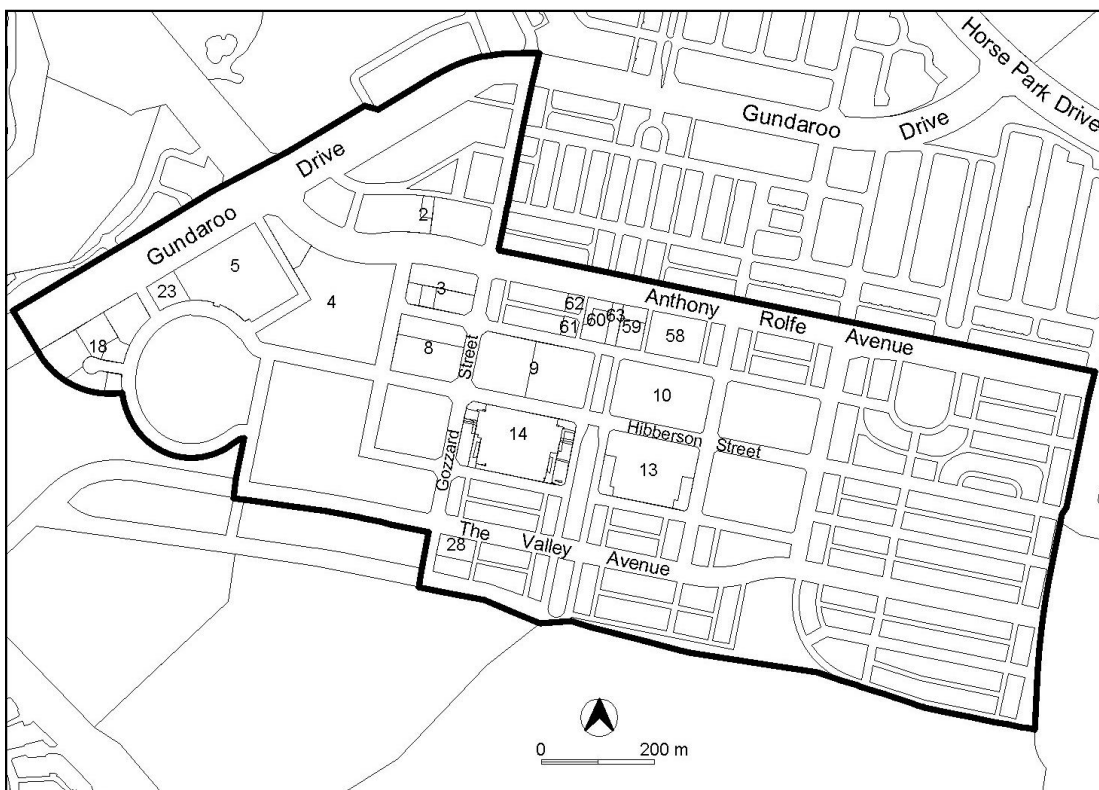 Horse Park Drive
Gundaroo Drive
Gundaroo Drive
2
5
23
4
3
18
62
63
61
60
59
58
Anthony Rolfe Avenue
8
Street
9
10
14
Hibberson Street
13
Gozzard
The Valley Avenue
28
0 200 m